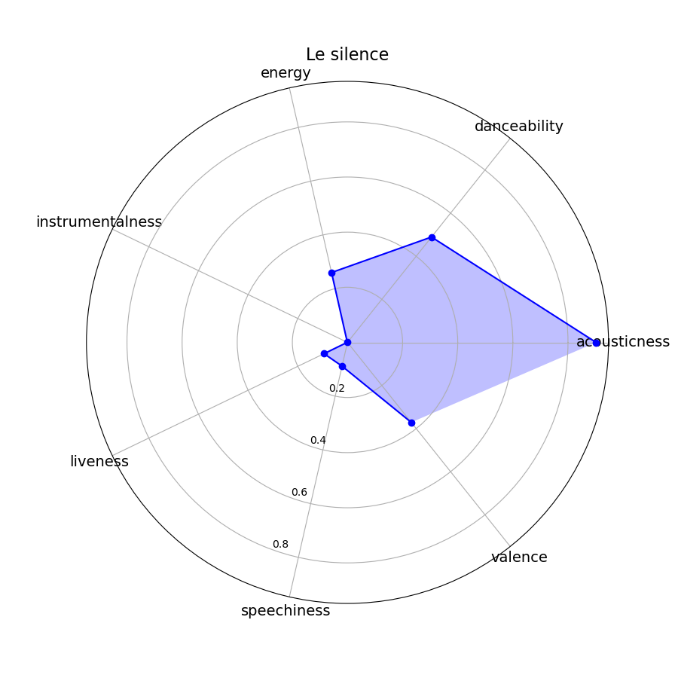 Le silence
energy
danceability
instrumentalness
acousticness
0.2
0.4
liveness
0.6
0.8
valence
speechiness